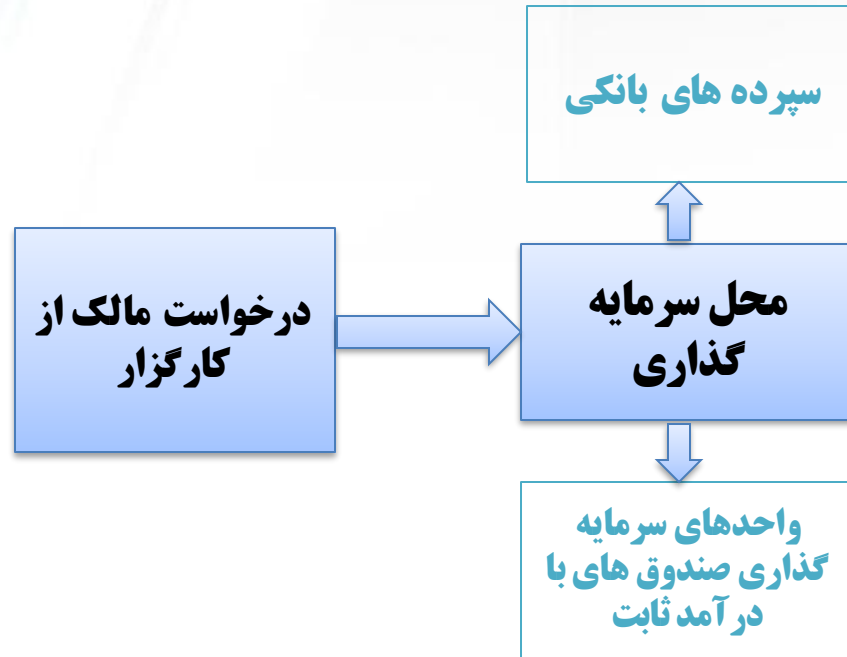 سپرده های بانکی
درخواست مالک از
کارگزار
محل سرمایه
گذاری
واحدهای سرمایه
گذاری صندوق های با
درآمد ثابت